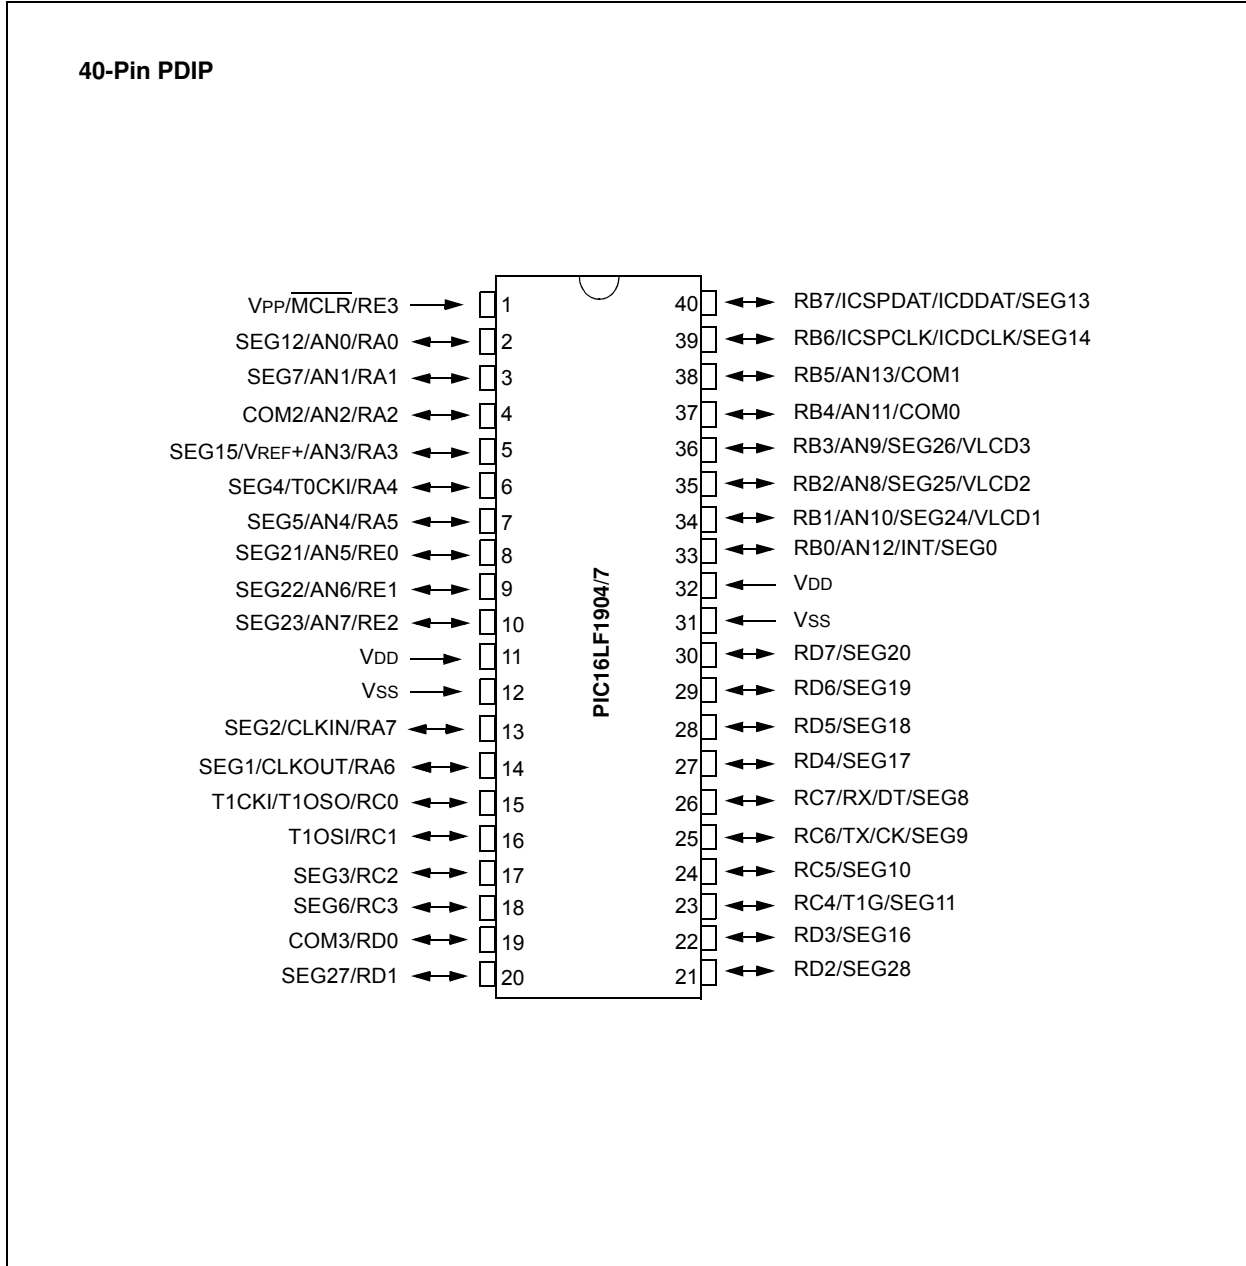 40-Pin PDIP
VPP/MCLR/RE3 1
SEG12/AN0/RA0 2
SEG7/AN1/RA1 3
COM2/AN2/RA2 4
SEG15/VREF+/AN3/RA3 5
SEG4/T0CKI/RA4 6
SEG5/AN4/RA5 7
SEG21/AN5/RE0 8
SEG22/AN6/RE1 9
SEG23/AN7/RE2 10
VDD 11
VSS 12
SEG2/CLKIN/RA7 13
SEG1/CLKOUT/RA6 14
T1CKI/T1OSO/RC0 15
T1OSI/RC1 16
SEG3/RC2 17
SEG6/RC3 18
COM3/RD0 19
SEG27/RD1 20
PIC16LF1904/7
40 RB7/ICSPDAT/ICDDAT/SEG13
39 RB6/ICSPCLK/ICDCLK/SEG14
38 RB5/AN13/COM1
37 RB4/AN11/COM0
36 RB3/AN9/SEG26/VLCD3
35 RB2/AN8/SEG25/VLCD2
34 RB1/AN10/SEG24/VLCD1
33 RB0/AN12/INT/SEG0
32 VDD
31 VSS
30 RD7/SEG20
29 RD6/SEG19
28 RD5/SEG18
27 RD4/SEG17
26 RC7/RX/DT/SEG8
25 RC6/TX/CK/SEG9
24 RC5/SEG10
23 RC4/T1G/SEG11
22 RD3/SEG16
21 RD2/SEG28